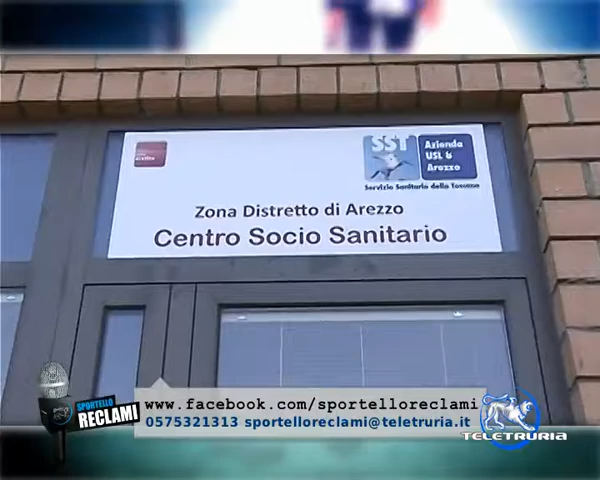 SST
Azienda
USL 8
Arezzo
Servizio Sanitario della Toscana
Zona Distretto di Arezzo
Centro Socio Sanitario
SPORTELLO
RECLAMI
www.facebook.com/sportelloreclami
0575321313 sportelloreclami@teletruria.it
TELETRURIA